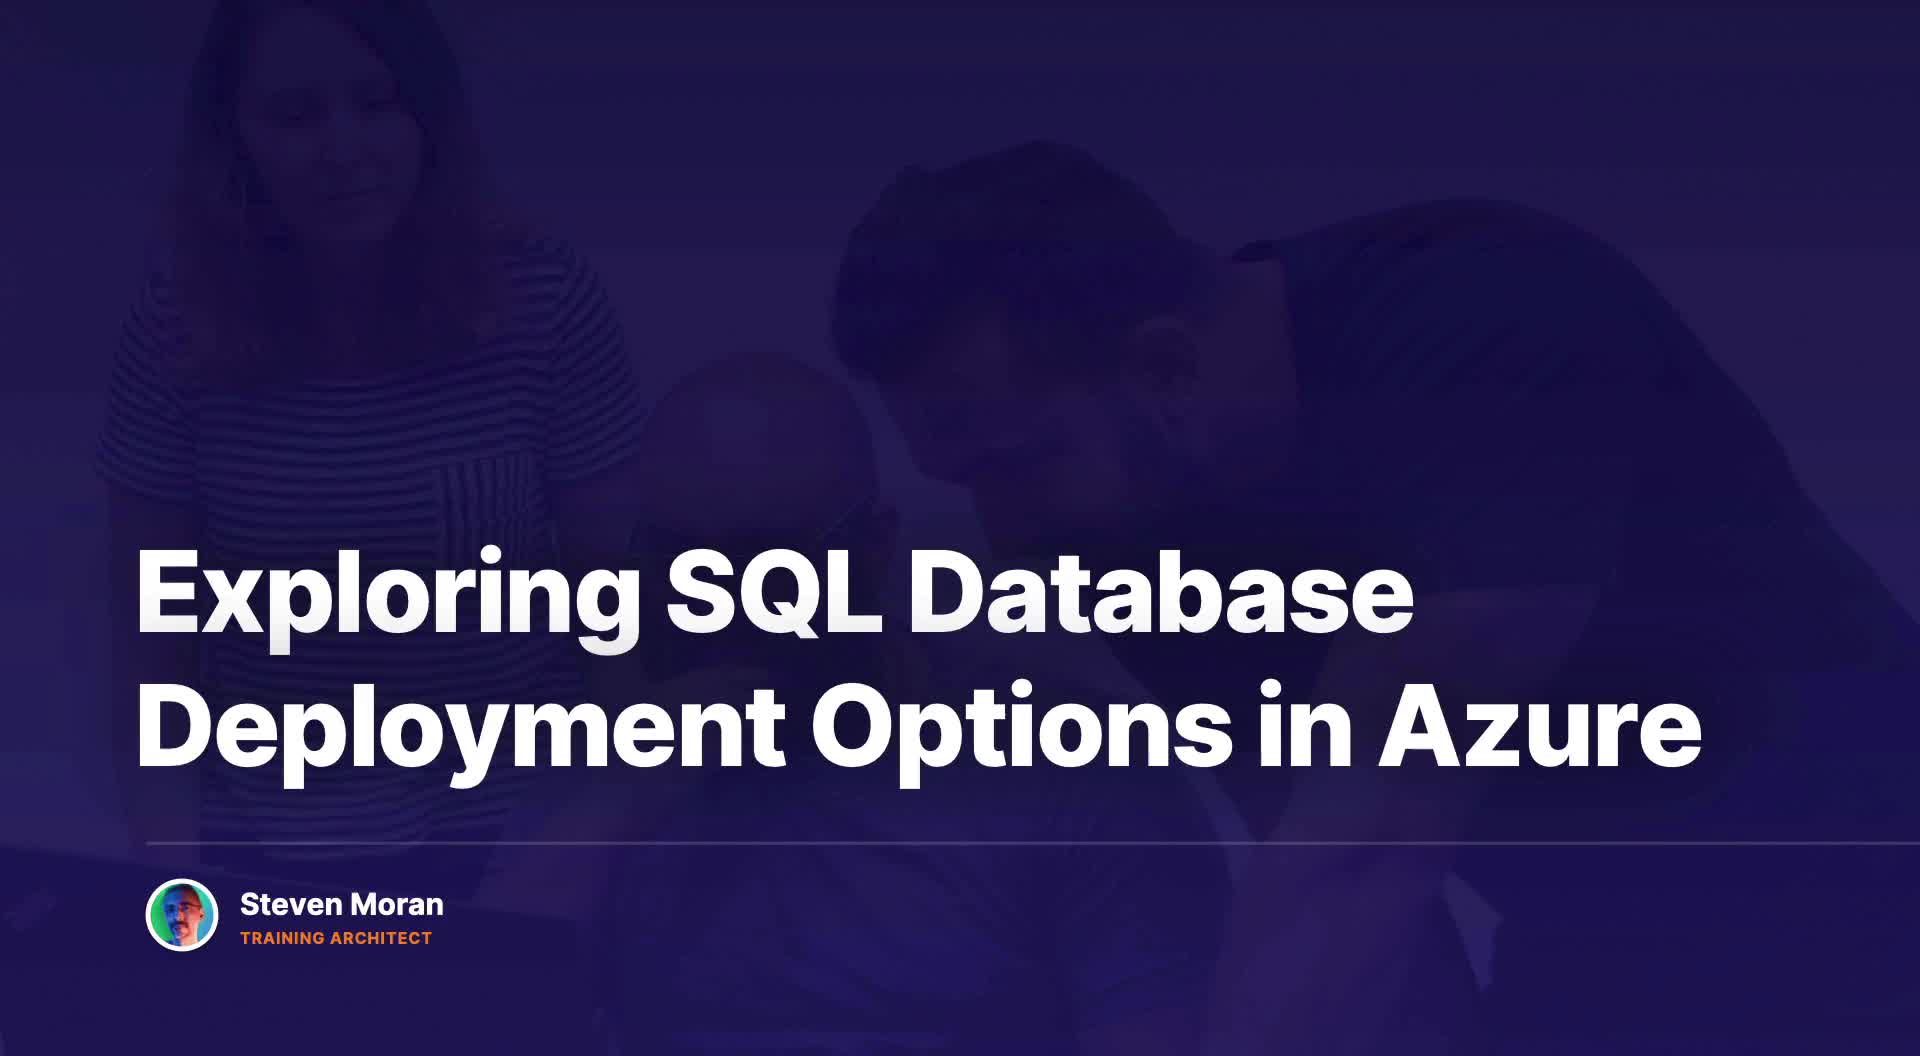 Exploring SQL Database
Deployment Options in Azure
Steven Moran
TRAINING ARCHITECT